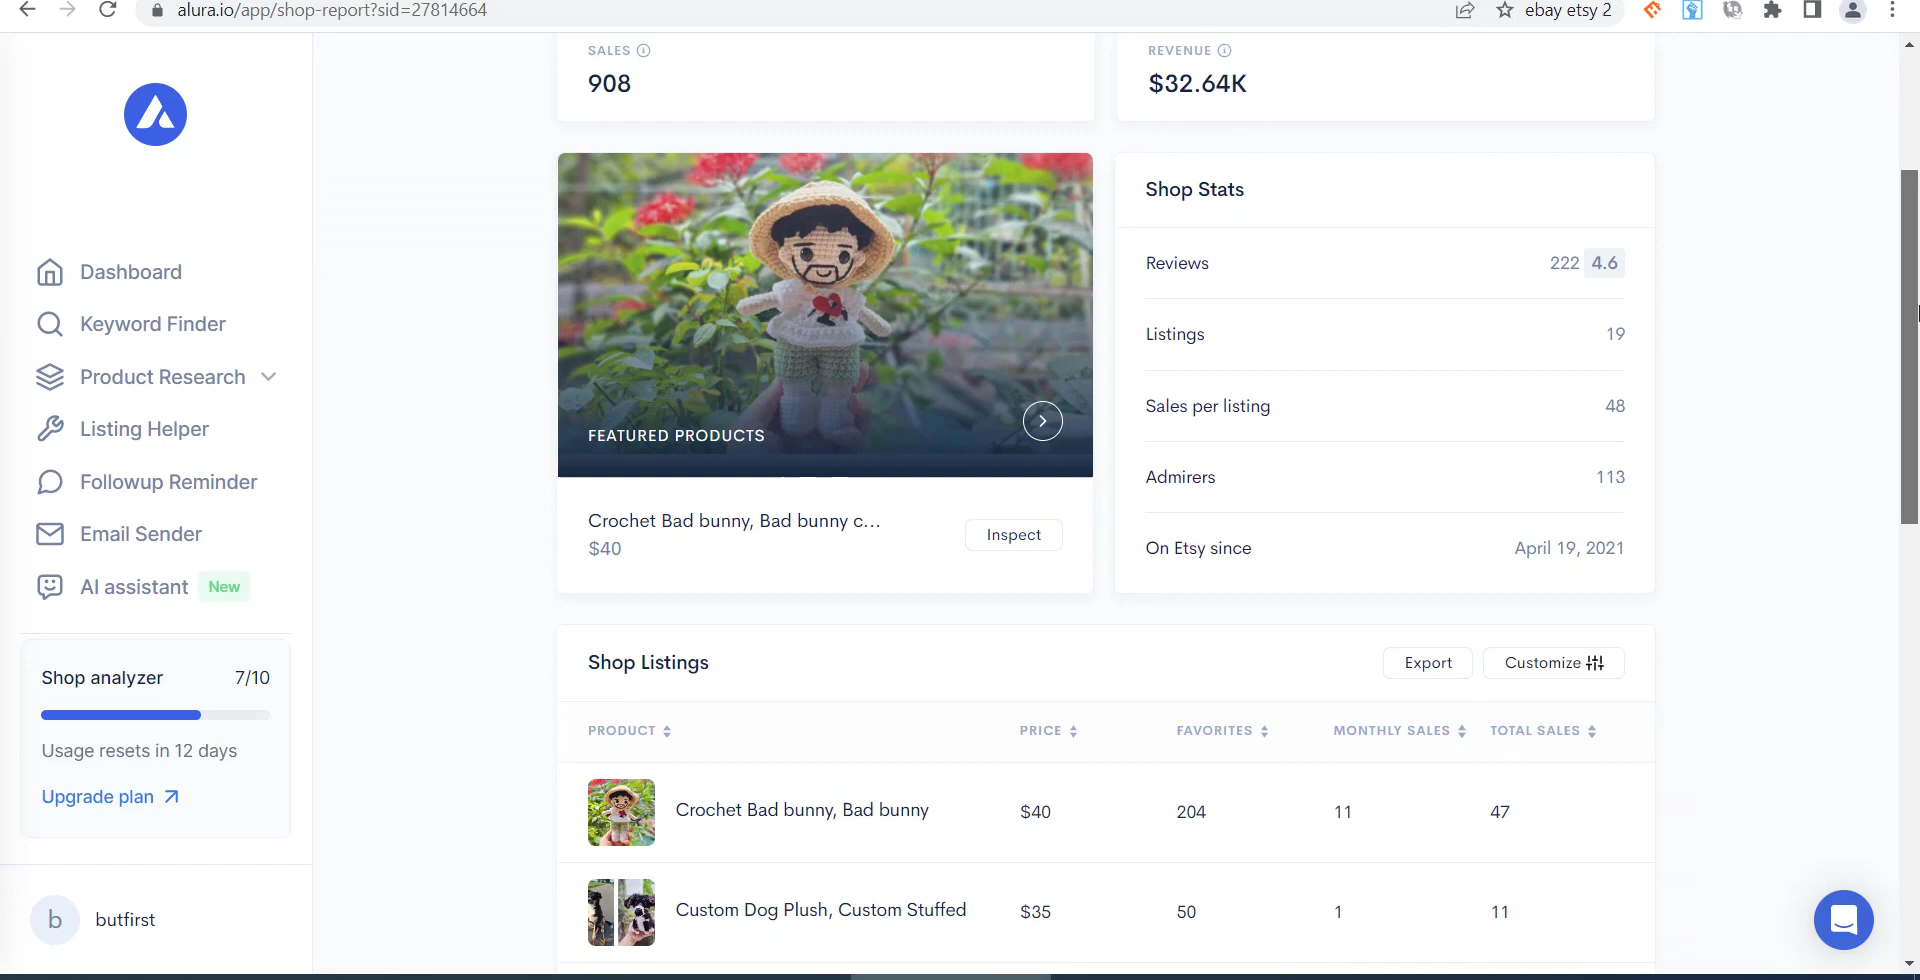 alura.io/app/shop-report?sid=27814664
ebay etsy 2
SALES
908
REVENUE
$32.64K
Dashboard
Keyword Finder
Product Research
Listing Helper
Followup Reminder
Email Sender
AI assistant New
Shop analyzer 7/10
Usage resets in 12 days
Upgrade plan
b butfirst
FEATURED PRODUCTS
Crochet Bad bunny, Bad bunny c...
$40
Inspect
Shop Stats
Reviews 222 4.6
Listings 19
Sales per listing 48
Admirers 113
On Etsy since April 19, 2021
Shop Listings Export Customize
PRODUCT PRICE FAVORITES MONTHLY SALES TOTAL SALES
Crochet Bad bunny, Bad bunny $40 204 11 47
Custom Dog Plush, Custom Stuffed $35 50 1 11